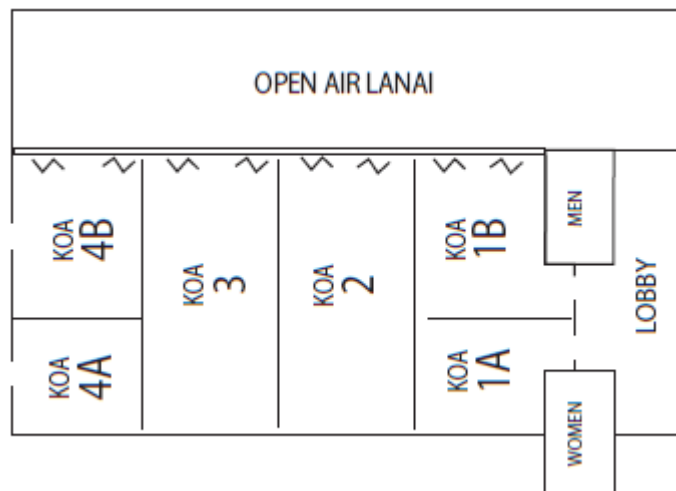 OPEN AIR LANAI
KOA
4B
KOA
3
KOA
2
KOA
1B
MEN
LOBBY
KOA
4A
KOA
1A
WOMEN